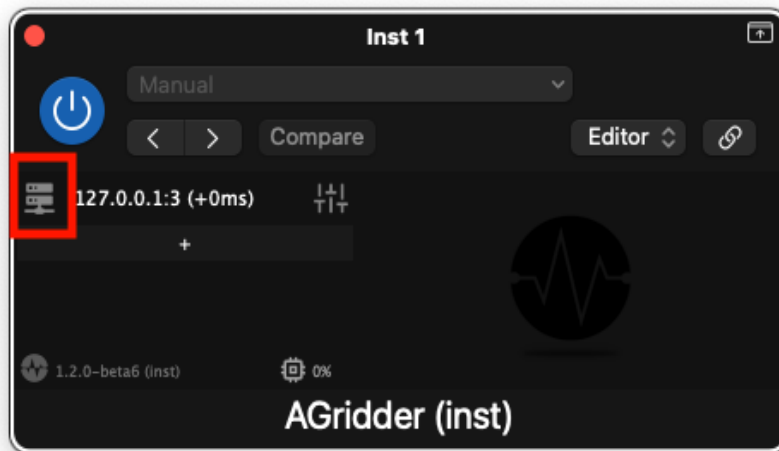 Inst 1
Manual
Compare
Editor
127.0.0.1:3 (+0ms)
+
1.2.0-beta6 (inst)
0%
AGridder (inst)